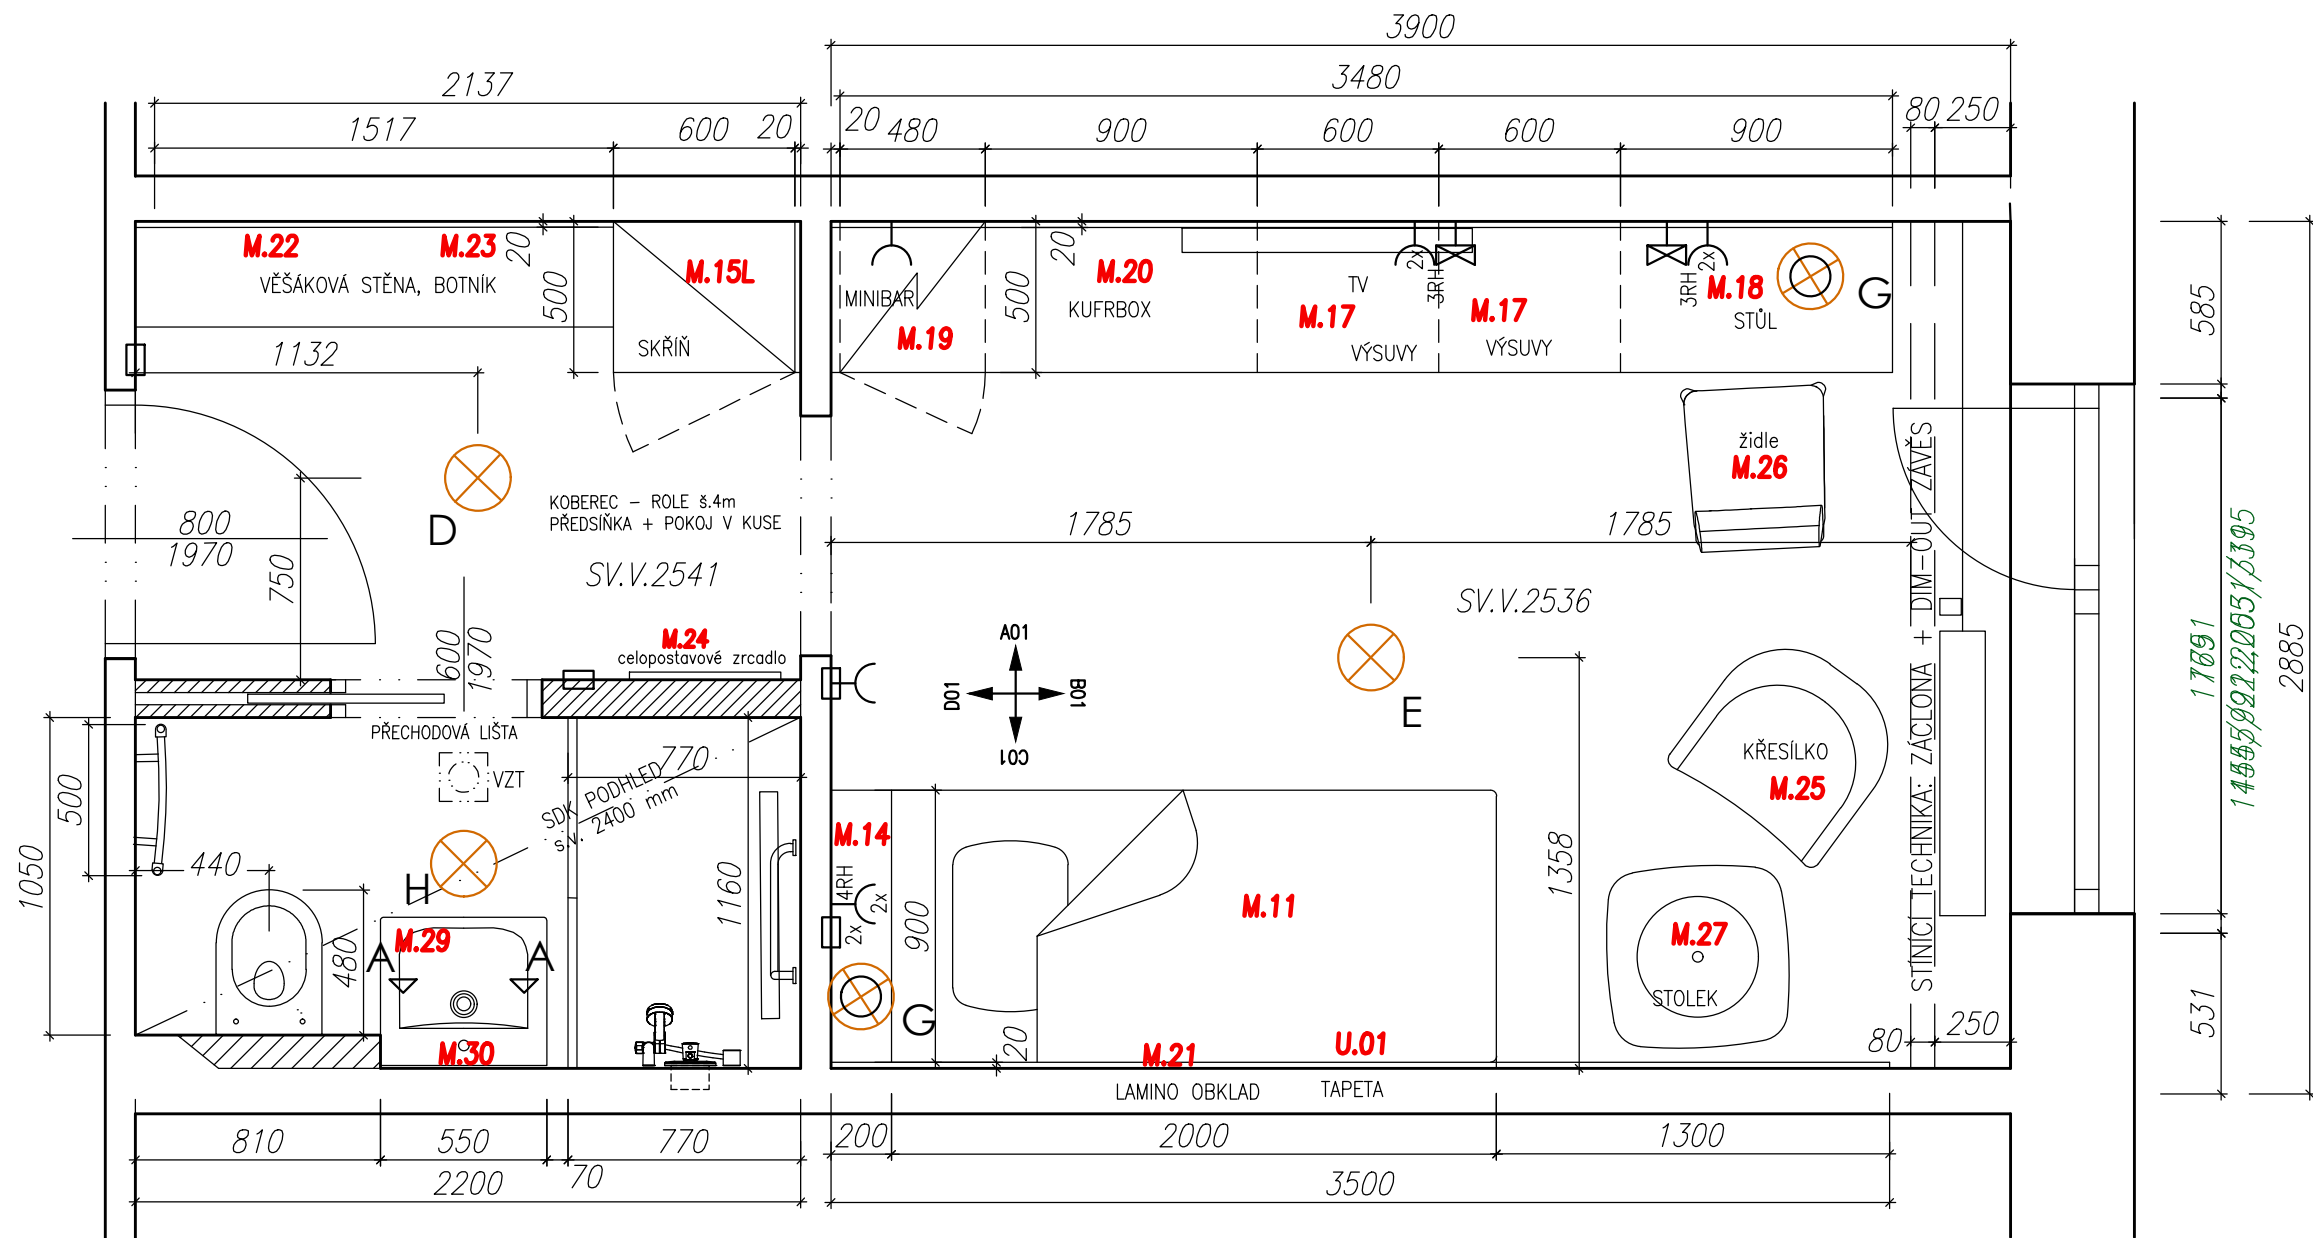 3900
2137
3480
1517
600
20
20
480
900
600
600
900
80
250
M.22
M.23
VĚŠÁKOVÁ STĚNA, BOTNÍK
20
500
M.15L
SKŘÍŇ
MINIBAR
M.19
500
20
M.20
KUFRBOX
TV
M.17
VÝSUVY
2x
3RH
M.17
VÝSUVY
3RH
2x
M.18
STŮL
G
585
1132
D
800
1970
750
KOBEREC – ROLE š.4m
PŘEDSÍŇKA + POKOJ V KUSE
SV.V.2541
600
1970
M.24
celopostavové zrcadlo
židle
M.26
1785
1785
SV.V.2536
A01
B01
C01
D01
E
STÍNÍCÍ TECHNIKA: ZÁCLONA + DIM–OUT ZÁVĚS
2885
PŘECHODOVÁ LIŠTA
VZT
770
SDK PODHLED
s.v. 2400 mm
500
1050
440
H
480
1160
A
M.29
A
M.30
M.14
4RH
2x
2x
G
900
20
M.11
1358
KŘESÍLKO
M.25
M.27
STOLEK
80
250
531
M.21
U.01
LAMINO OBKLAD
TAPETA
810
550
70
770
200
2000
1300
2200
3500